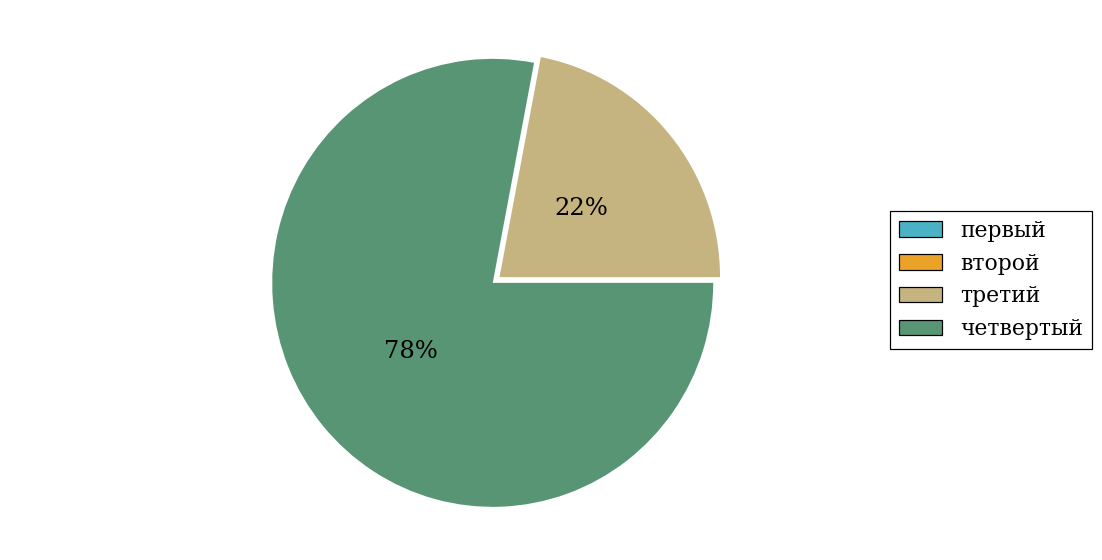 22%
78%
первый
второй
третий
четвертый